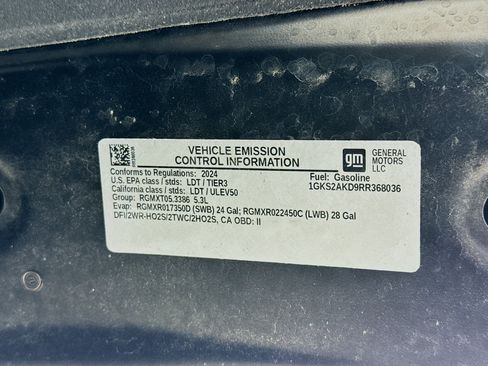 VEHICLE EMISSION
CONTROL INFORMATION
gm
GENERAL
MOTORS LLC
Conforms to Regulations: 2024
Fuel: Gasoline
U.S. EPA class / stds: LDT / TIER3
1GKS2AKD9RR368036
California class / stds: LDT / ULEV50
Group: RGMXT05.3386 5.3L
Evap: RGMXR017350D (SWB) 24 Gal; RGMXR022450C (LWB) 28 Gal
DFI/2WR-HO2S/2TWC/2HO2S, CA OBD: II